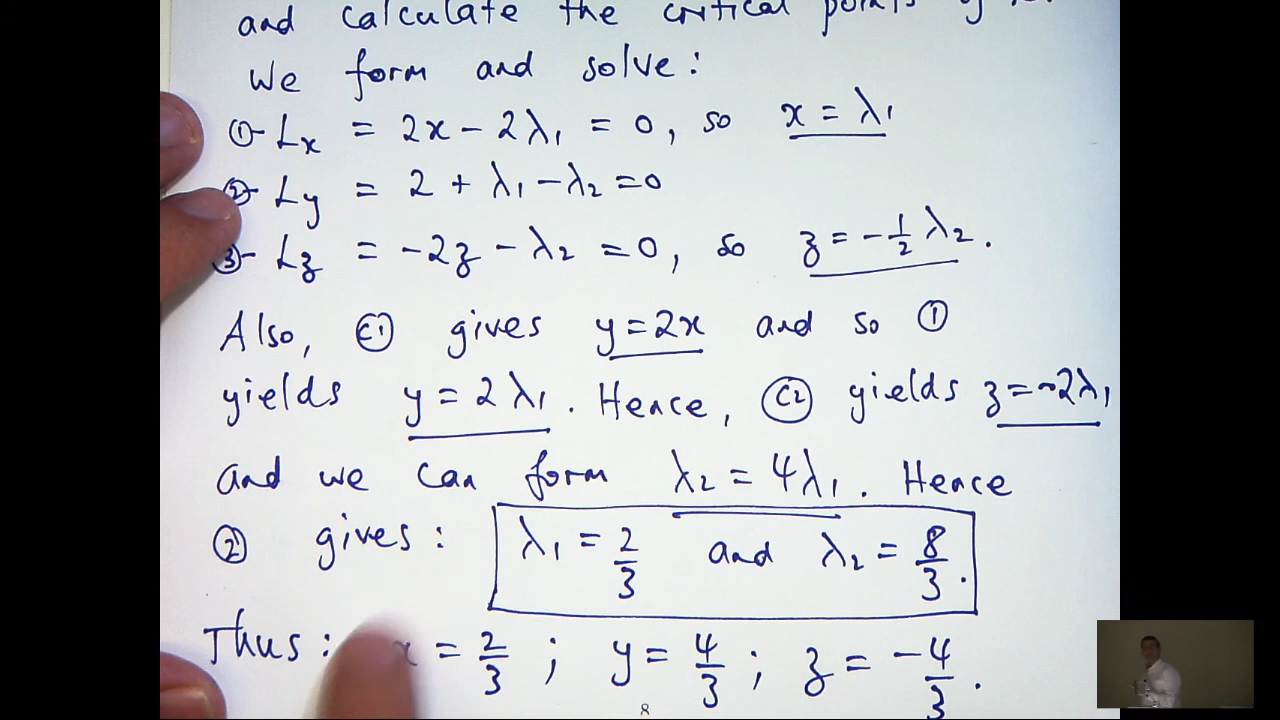 and calculate the critical points of
We form and solve:
①- Lx = 2x - 2λ1 = 0, so x = λ1
②- Ly = 2 + λ1 - λ2 = 0
③- Lz = -2z - λ2 = 0, so z = -1/2 λ2.
Also, (C1) gives y = 2x and so ①
yields y = 2λ1. Hence, (C2) yields z = -2λ1
and we can form λ2 = 4λ1. Hence
② gives: λ1 = 2/3 and λ2 = 8/3.
Thus: x = 2/3 ; y = 4/3 ; z = -4/3.
8